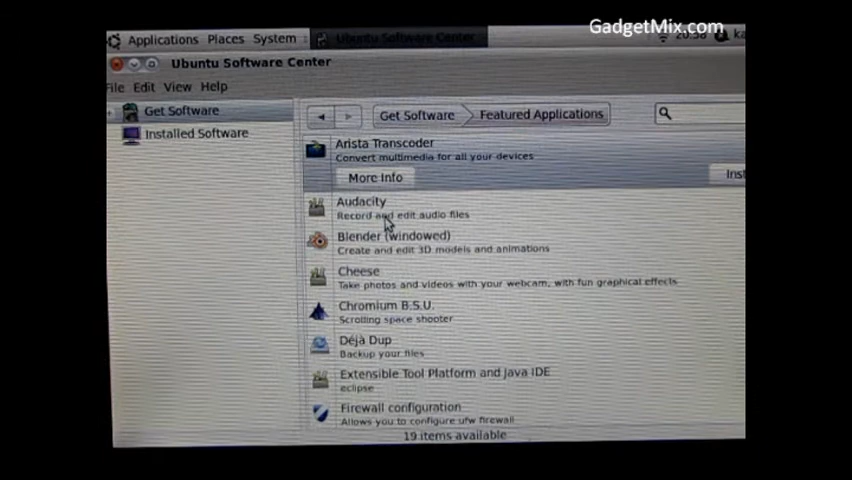 GadgetMix.com
Applications Places System
Ubuntu Software Center
20:58
Ubuntu Software Center
File Edit View Help
Get Software
Installed Software
Get Software Featured Applications
Arista Transcoder
Convert multimedia for all your devices
More Info
Inst
Audacity
Record and edit audio files
Blender (windowed)
Create and edit 3D models and animations
Cheese
Take photos and videos with your webcam, with fun graphical effects
Chromium B.S.U.
Scrolling space shooter
Déjà Dup
Backup your files
Extensible Tool Platform and Java IDE
eclipse
Firewall configuration
Allows you to configure ufw firewall
19 items available